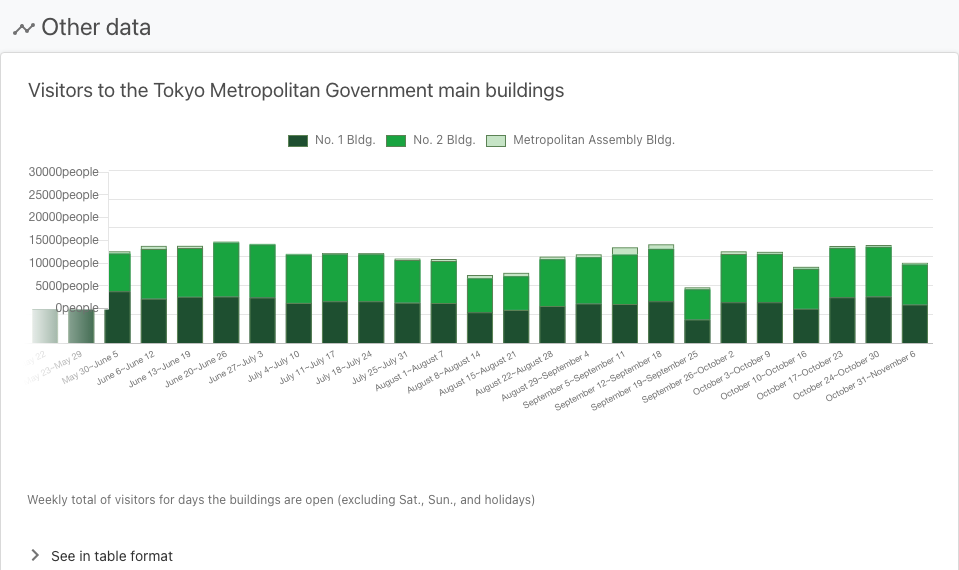 Other data
Visitors to the Tokyo Metropolitan Government main buildings
No. 1 Bldg. No. 2 Bldg. Metropolitan Assembly Bldg.
30000people
25000people
20000people
15000people
10000people
5000people
0people
22
May 23~May 29
May 30~June 5
June 6~June 12
June 13~June 19
June 20~June 26
June 27~July 3
July 4~July 10
July 11~July 17
July 18~July 24
July 25~July 31
August 1~August 7
August 8~August 14
August 15~August 21
August 22~August 28
August 29~September 4
September 5~September 11
September 12~September 18
September 19~September 25
September 26~October 2
October 3~October 9
October 10~October 16
October 17~October 23
October 24~October 30
October 31~November 6
Weekly total of visitors for days the buildings are open (excluding Sat., Sun., and holidays)
See in table format